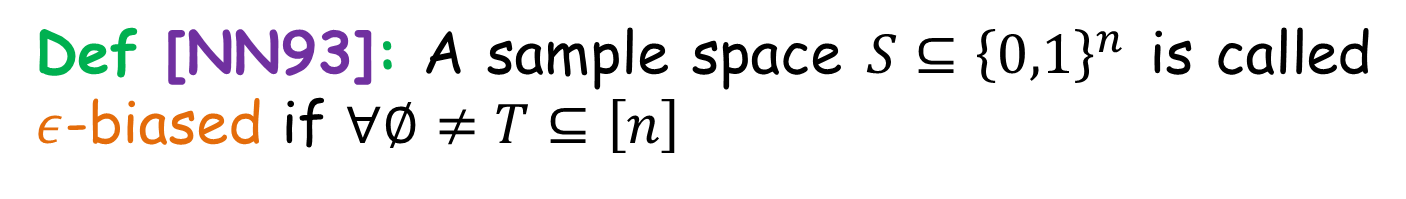 Def [NN93]: A sample space 𝑆 ⊆ {0,1}ⁿ is called
𝜖-biased if ∀∅ ≠ 𝑇 ⊆ [𝑛]